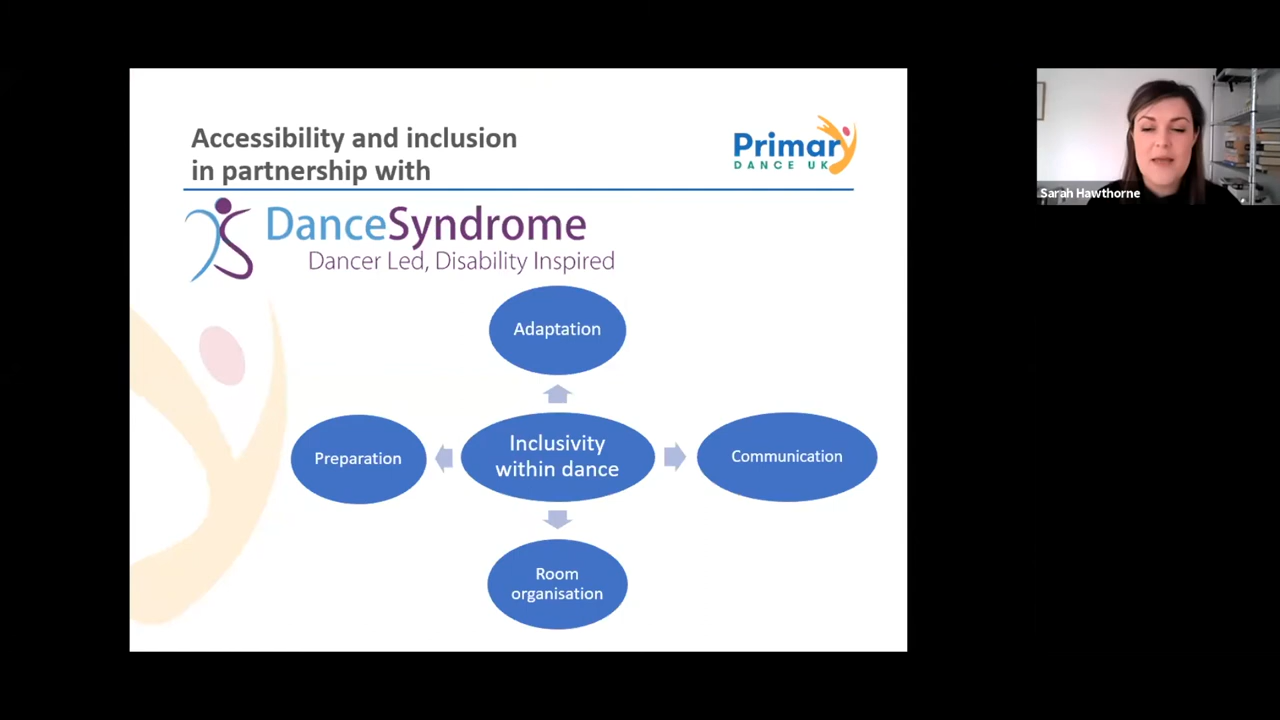 Accessibility and inclusion
in partnership with
Primary
DANCE UK
DanceSyndrome
Dancer Led, Disability Inspired
Adaptation
Preparation
Inclusivity
within dance
Communication
Room
organisation
Sarah Hawthorne